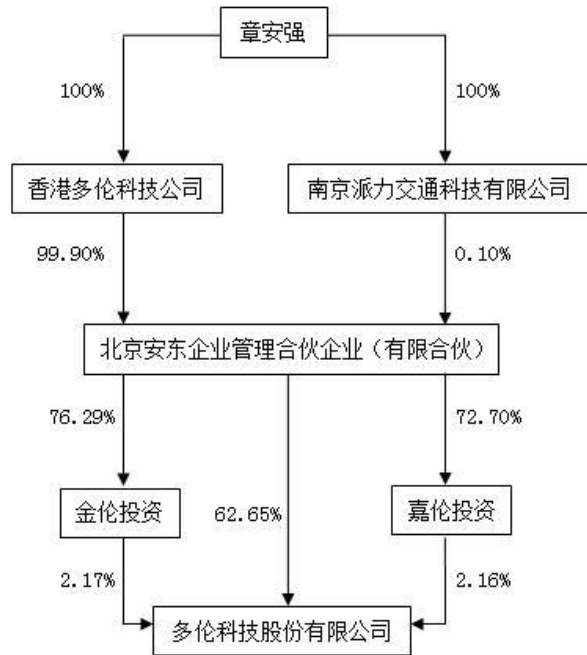 章安强
100%
100%
香港多伦科技公司
南京派力交通科技有限公司
99.90%
0.10%
北京安东企业管理合伙企业（有限合伙）
76.29%
72.70%
金伦投资
62.65%
嘉伦投资
2.17%
2.16%
多伦科技股份有限公司